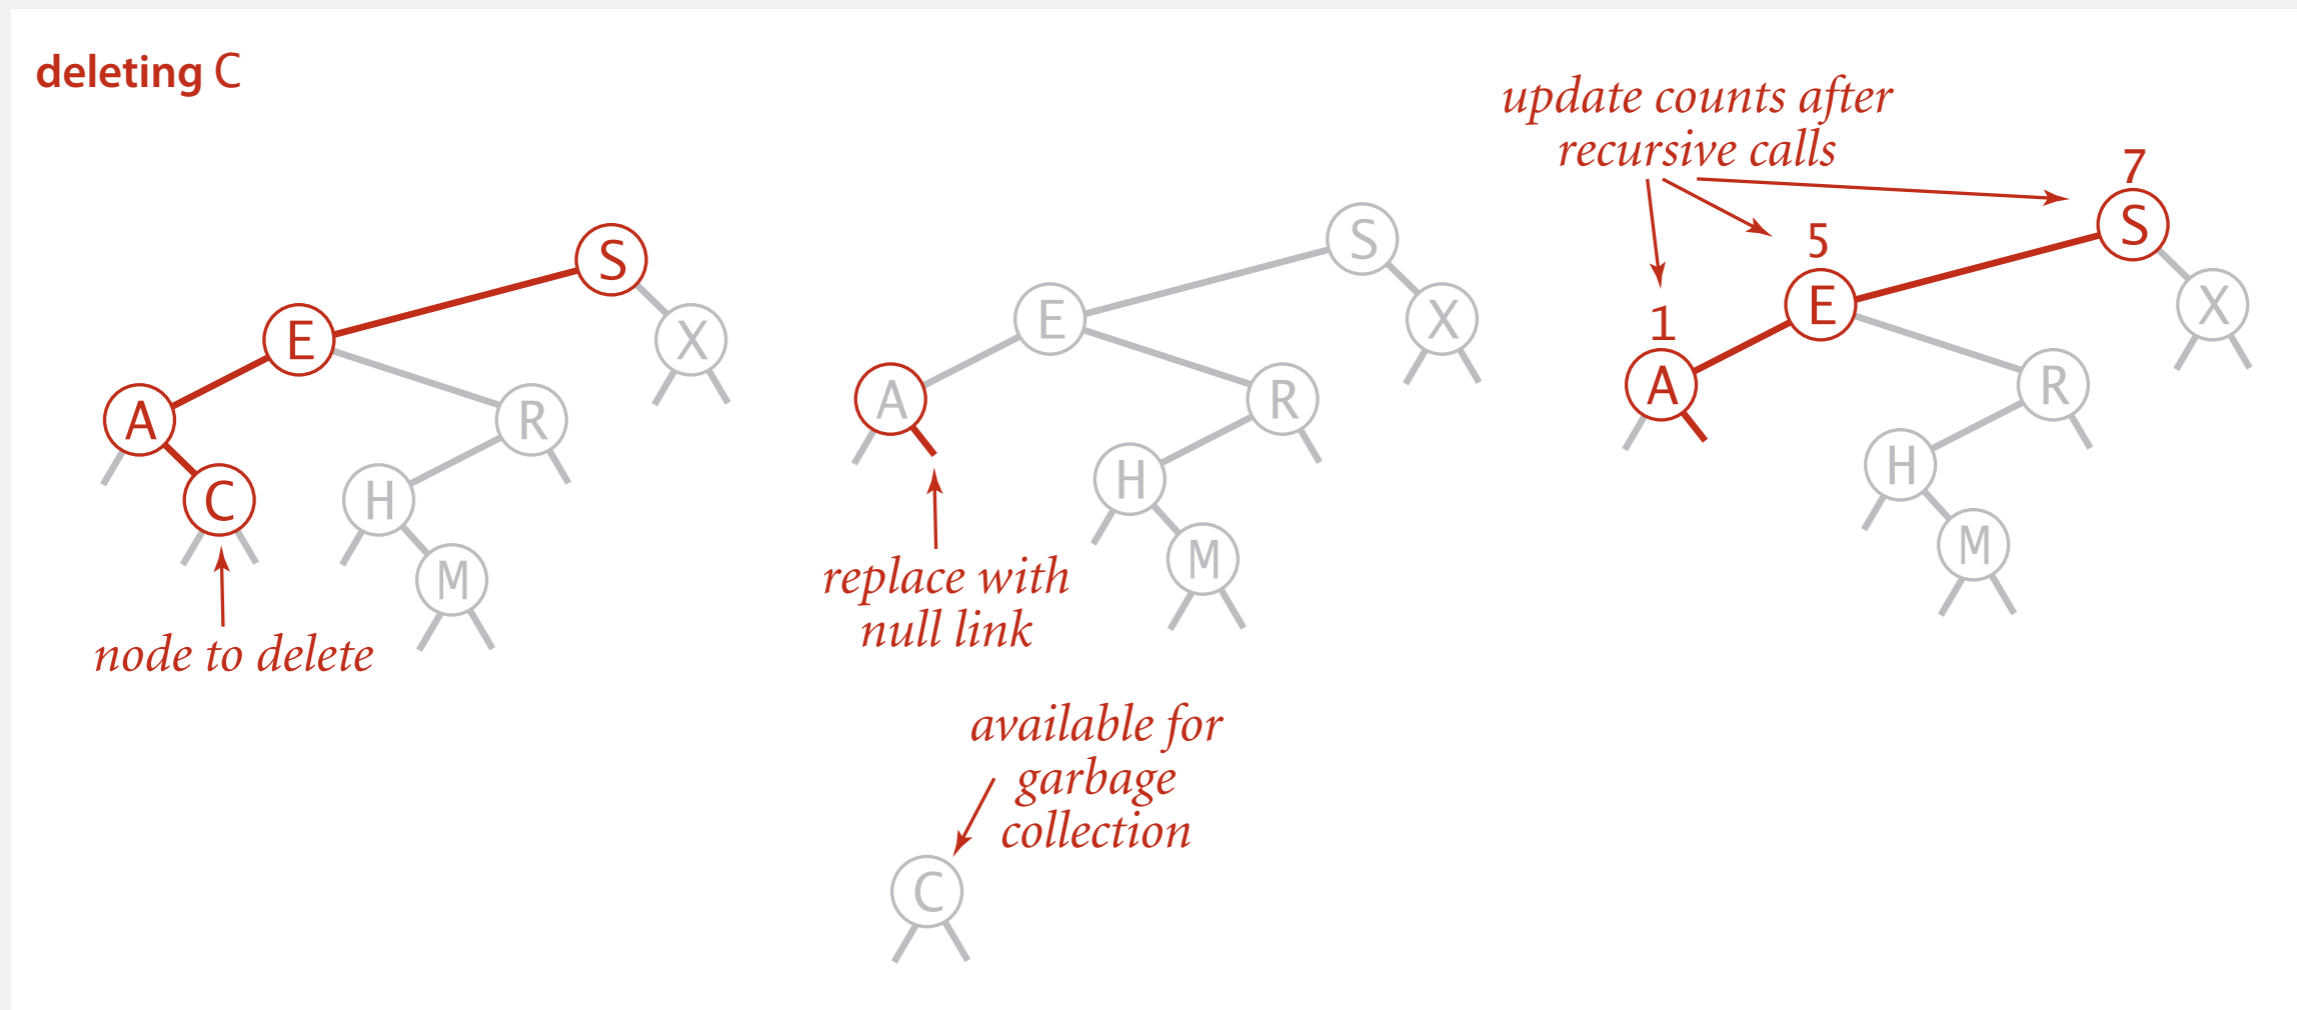 deleting C
S
E
X
A
R
C
H
M
node to delete
S
E
X
A
R
H
M
replace with
null link
available for
garbage
collection
C
update counts after
recursive calls
7
S
5
E
X
1
A
R
H
M